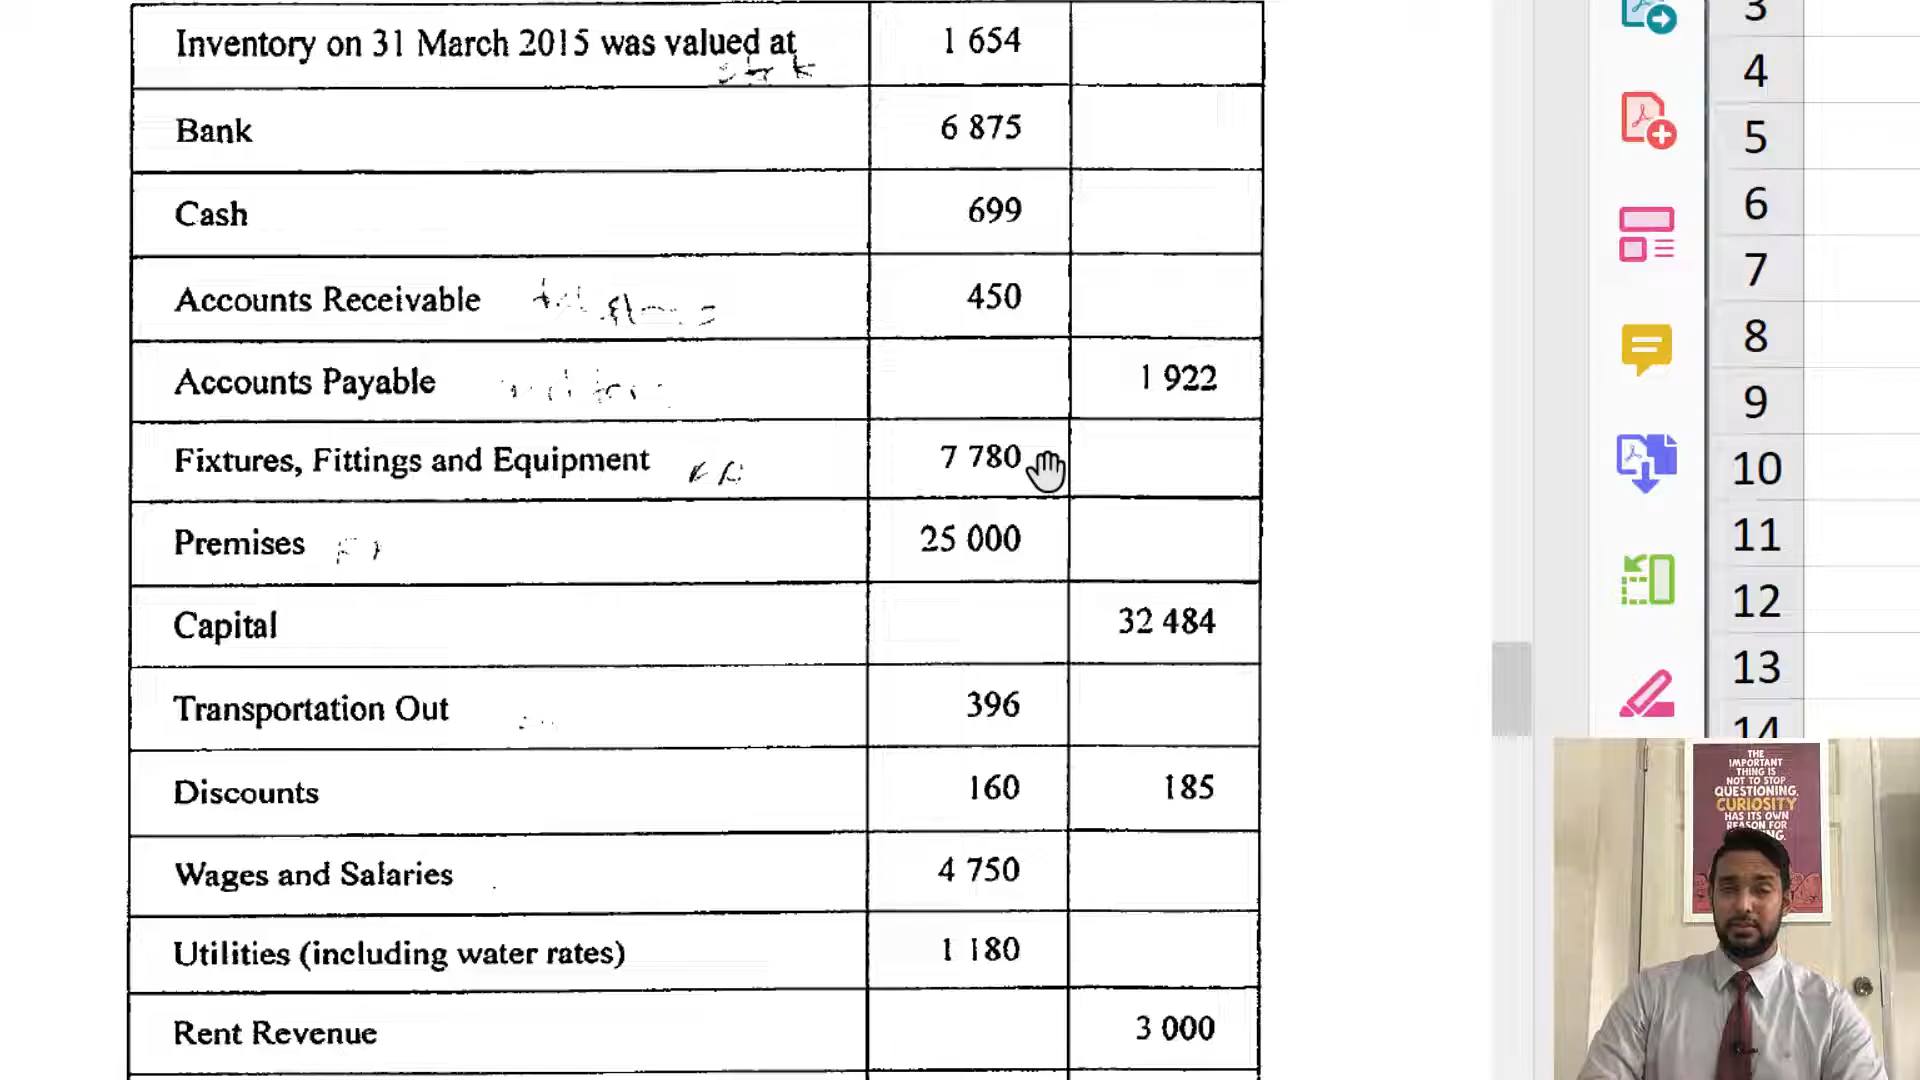 Inventory on 31 March 2015 was valued at 1 654
Bank 6 875
Cash 699
Accounts Receivable 450
Accounts Payable 1 922
Fixtures, Fittings and Equipment 7 780
Premises 25 000
Capital 32 484
Transportation Out 396
Discounts 160 185
Wages and Salaries 4 750
Utilities (including water rates) 1 180
Rent Revenue 3 000
3
4
5
6
7
8
9
10
11
12
13
14
THE
IMPORTANT
THING IS
NOT TO STOP
QUESTIONING.
CURIOSITY
HAS ITS OWN
REASON FOR